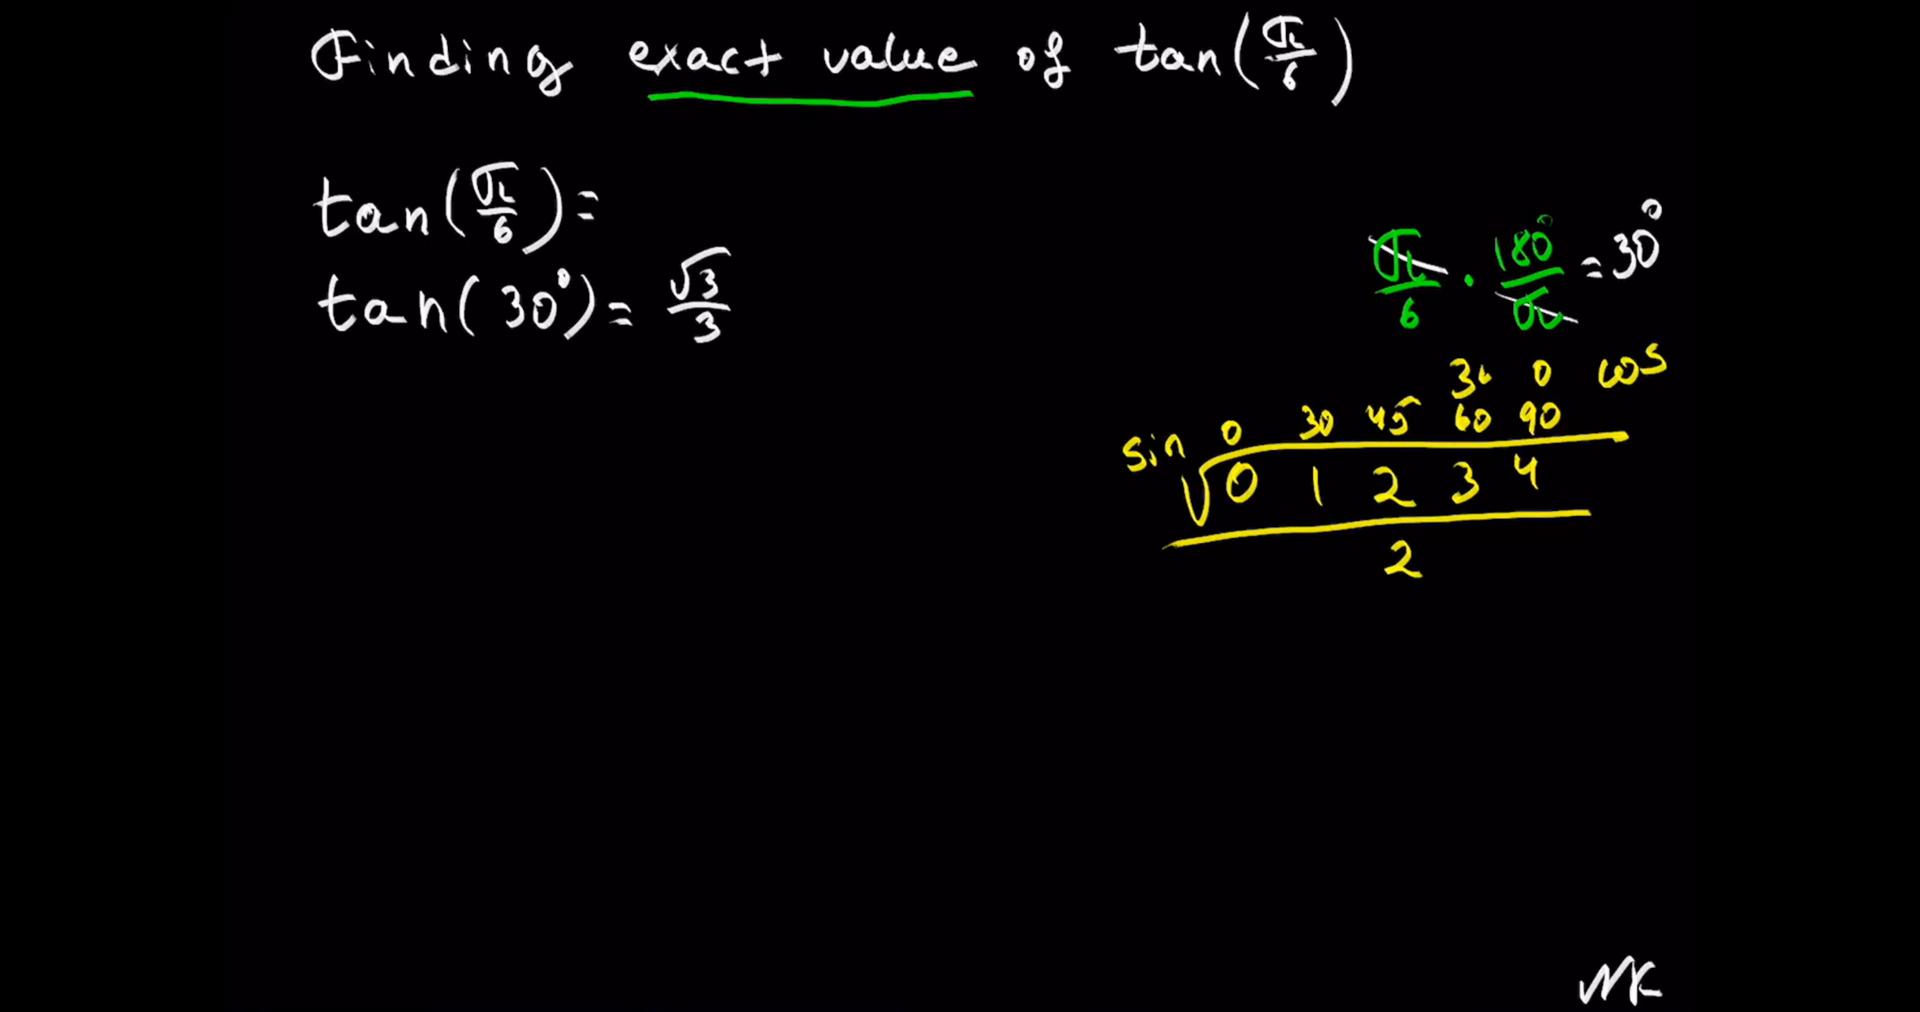 Finding exact value of tan(π/6)
tan(π/6)=
tan(30°)= √3/3
π/6 · 180°/π = 30°
30 0 cos
sin 0 30 45 60 90
√0 1 2 3 4
2
MK